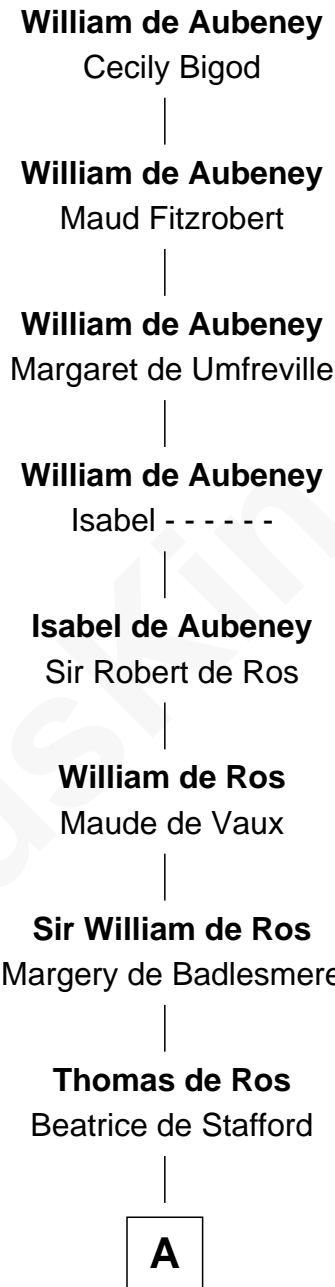 William de Aubeney
Cecily Bigod
William de Aubeney
Maud Fitzrobert
William de Aubeney
Margaret de Umfreville
William de Aubeney
Isabel - - - - - -
Isabel de Aubeney
Sir Robert de Ros
William de Ros
Maude de Vaux
Sir William de Ros
Margery de Badlesmere
Thomas de Ros
Beatrice de Stafford
A